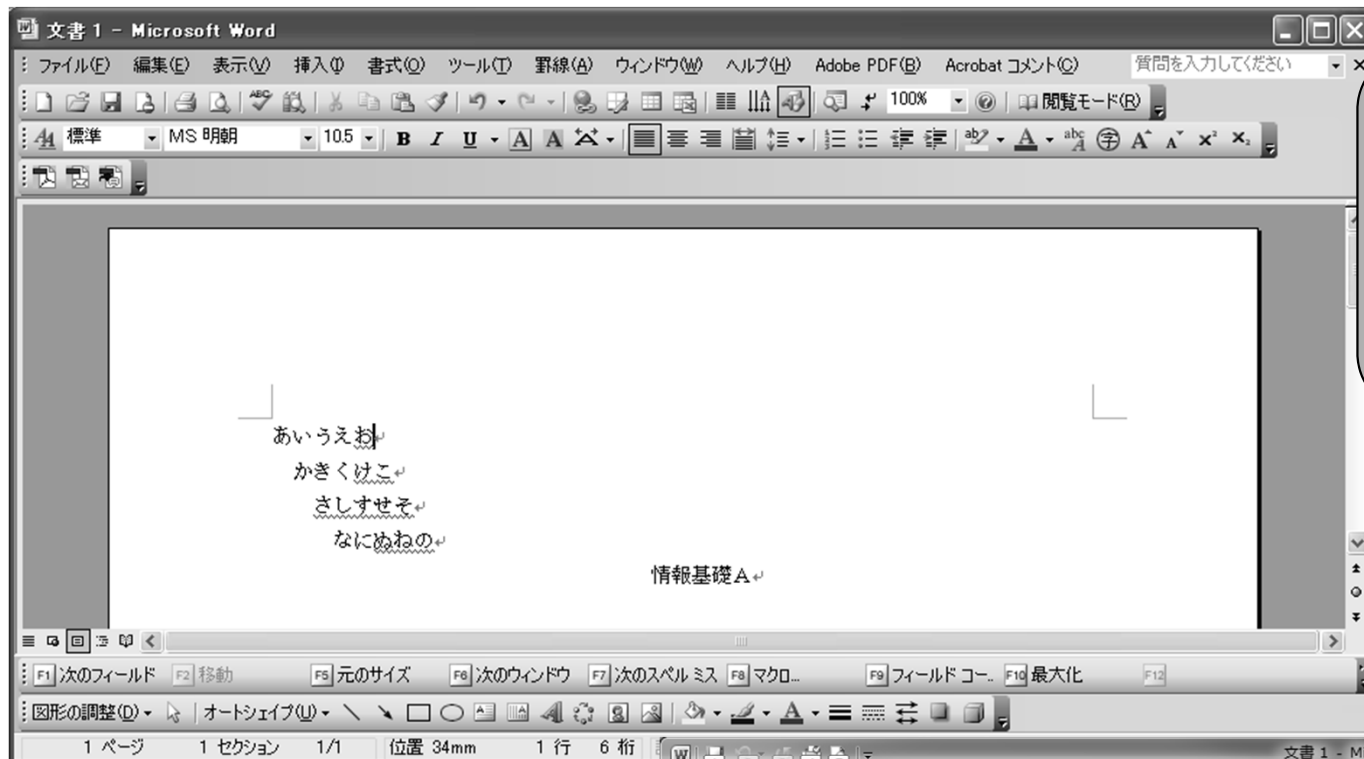 文書 1 - Microsoft Word
ファイル(F) 編集(E) 表示(V) 挿入(I) 書式(O) ツール(T) 罫線(A) ウィンドウ(W) ヘルプ(H) Adobe PDF(B) Acrobat コメント(C) 質問を入力してください
100% 閲覧モード(R)
標準 MS 明朝 10.5 B I U A A A abc A A A x² x₂
あいうえお
かきくけこ
さしすせそ
なにぬねの
情報基礎A
F1 次のフィールド F2 移動 F5 元のサイズ F6 次のウィンドウ F7 次のスペル ミス F8 マクロ... F9 フィールド コー.. F10 最大化 F12
図形の調整(D) オートシェイプ(U)
1 ページ 1 セクション 1/1 位置 34mm 1 行 6 桁
文書 1 - M